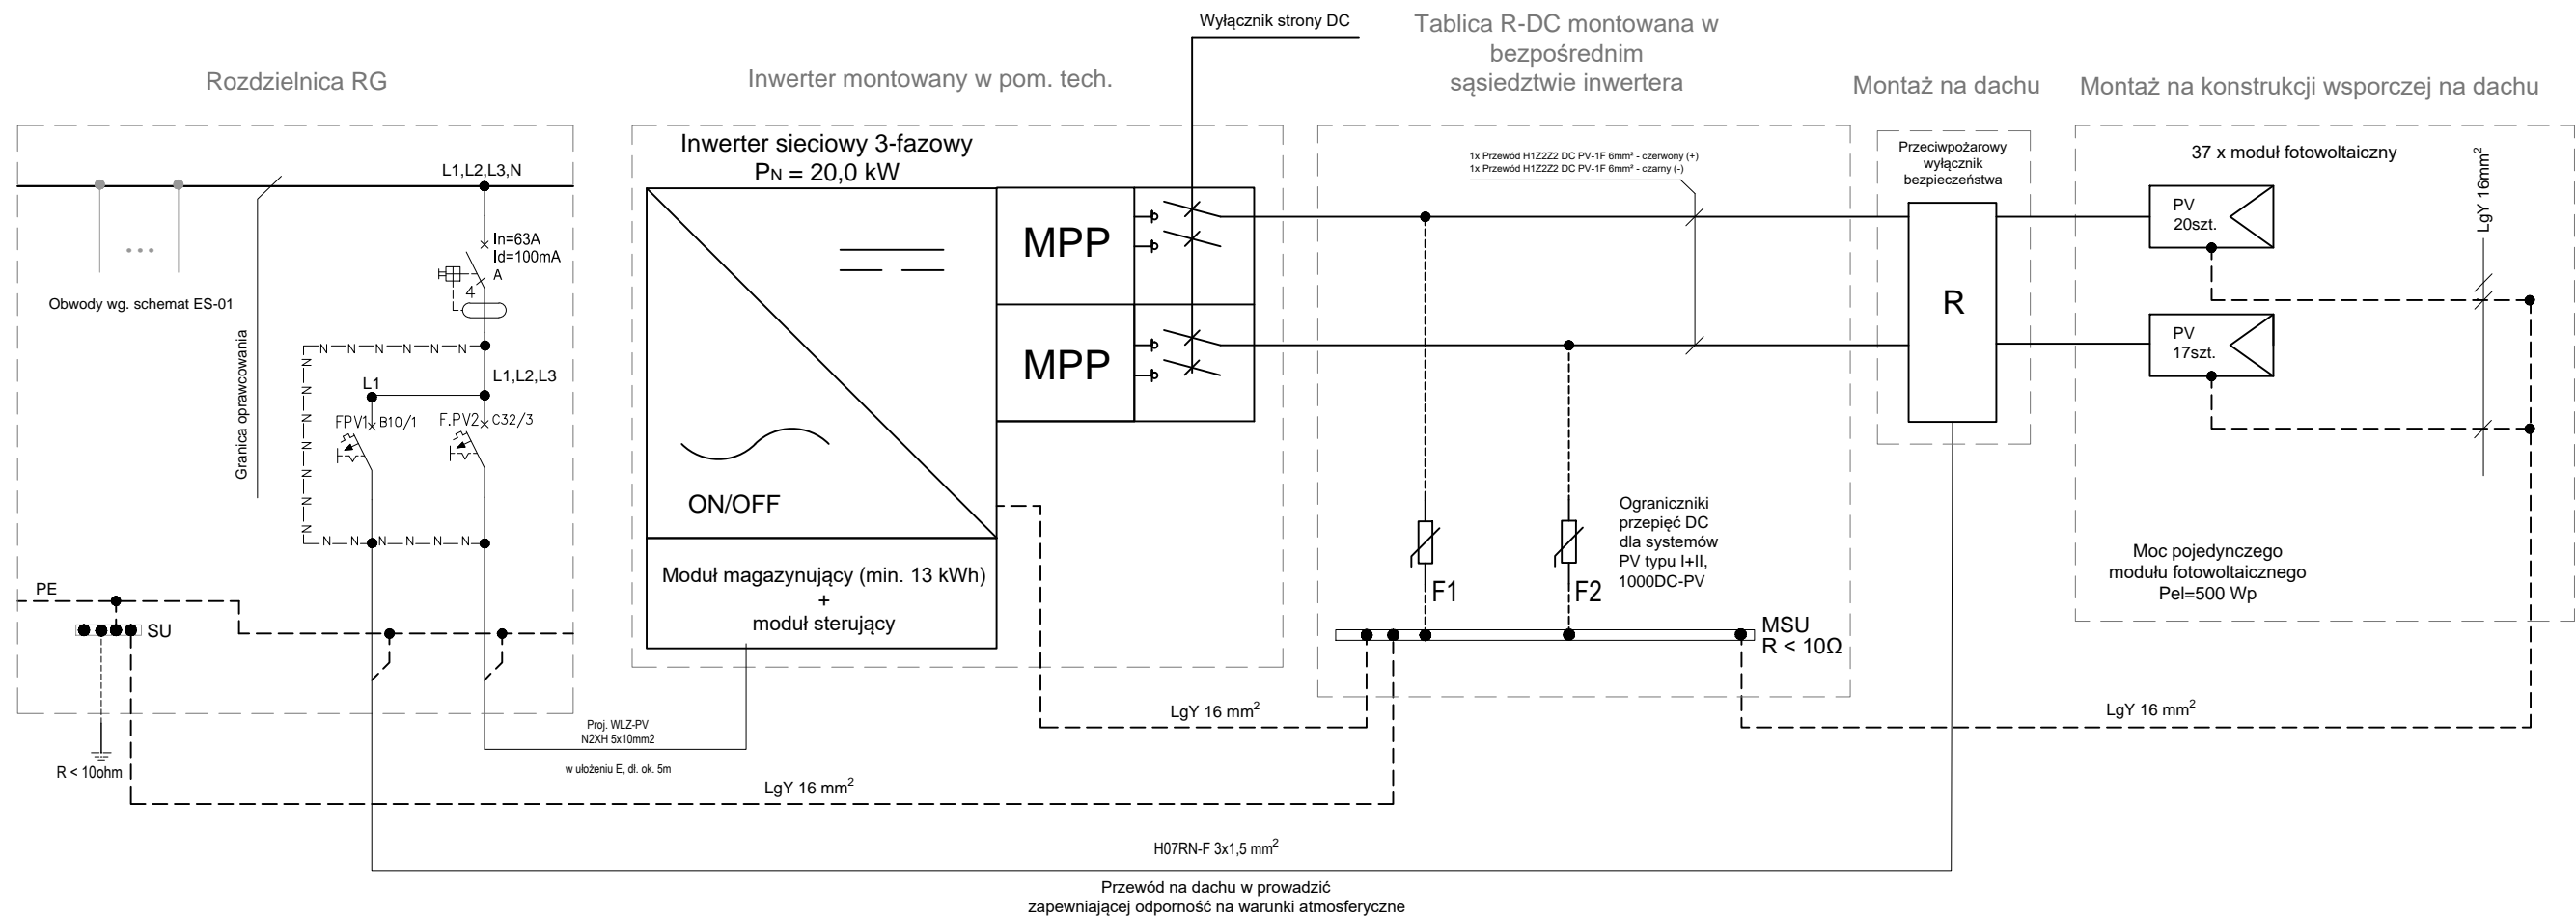 Wyłącznik strony DC
Tablica R-DC montowana w
bezpośrednim
sąsiedztwie inwertera
Rozdzielnica RG
Inwerter montowany w pom. tech.
Montaż na dachu
Montaż na konstrukcji wsporczej na dachu
L1,L2,L3,N
In=63A
Id=100mA
A
4
Obwody wg. schemat ES-01
Granica oprawcowania
N N N N N N
N N N N N N N
L1
L1,L2,L3
FPV1 B10/1
F.PV2 C32/3
N N N N N N
PE
SU
R < 10ohm
Inwerter sieciowy 3-fazowy
PN = 20,0 kW
MPP
MPP
ON/OFF
Moduł magazynujący (min. 13 kWh)
+
moduł sterujący
1x Przewód H1Z2Z2 DC PV-1F 6mm² - czerwony (+)
1x Przewód H1Z2Z2 DC PV-1F 6mm² - czarny (-)
Ograniczniki
przepięć DC
dla systemów
PV typu I+II,
1000DC-PV
F1
F2
MSU
R < 10Ω
Przeciwpożarowy
wyłącznik
bezpieczeństwa
R
37 x moduł fotowoltaiczny
PV
20szt.
PV
17szt.
LgY 16mm²
Moc pojedynczego
modułu fotowoltaicznego
Pel=500 Wp
Proj. WLZ-PV
N2XH 5x10mm2
w ułożeniu E, dł. ok. 5m
LgY 16 mm²
LgY 16 mm²
LgY 16 mm²
H07RN-F 3x1,5 mm²
Przewód na dachu w prowadzić
zapewniającej odporność na warunki atmosferyczne